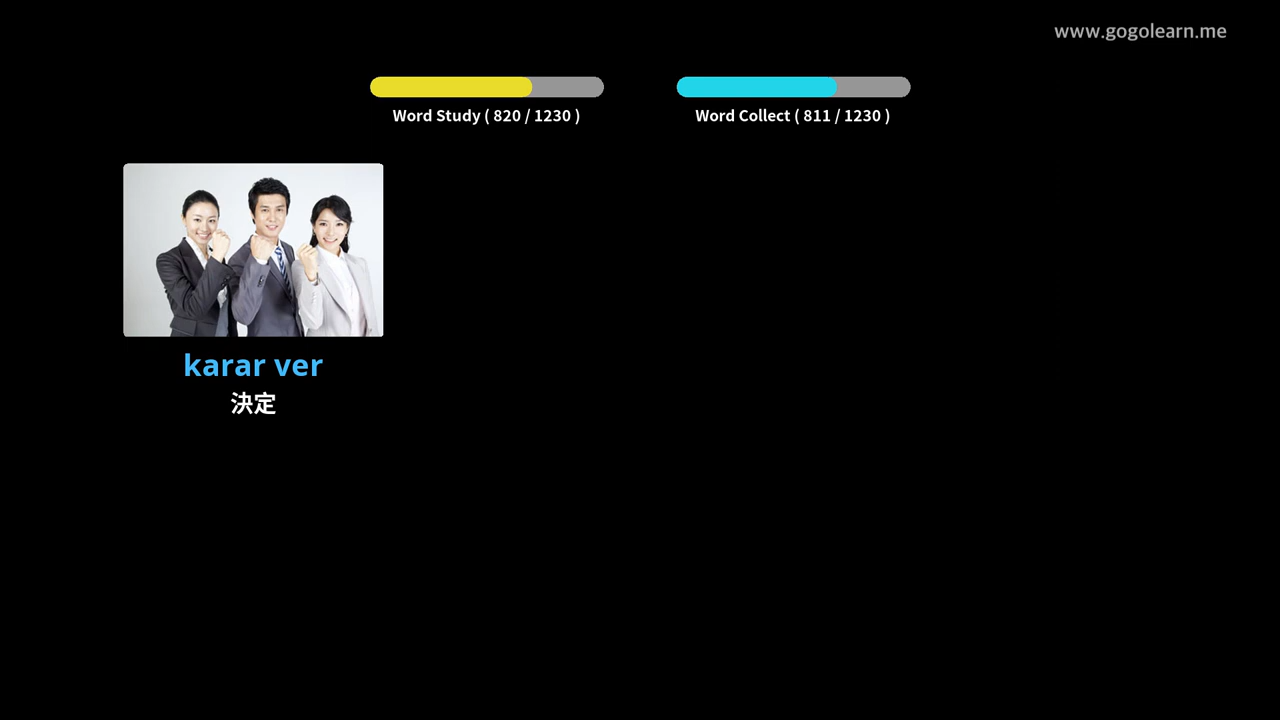 www.gogolearn.me
Word Study ( 820 / 1230 )
Word Collect ( 811 / 1230 )
karar ver
決定